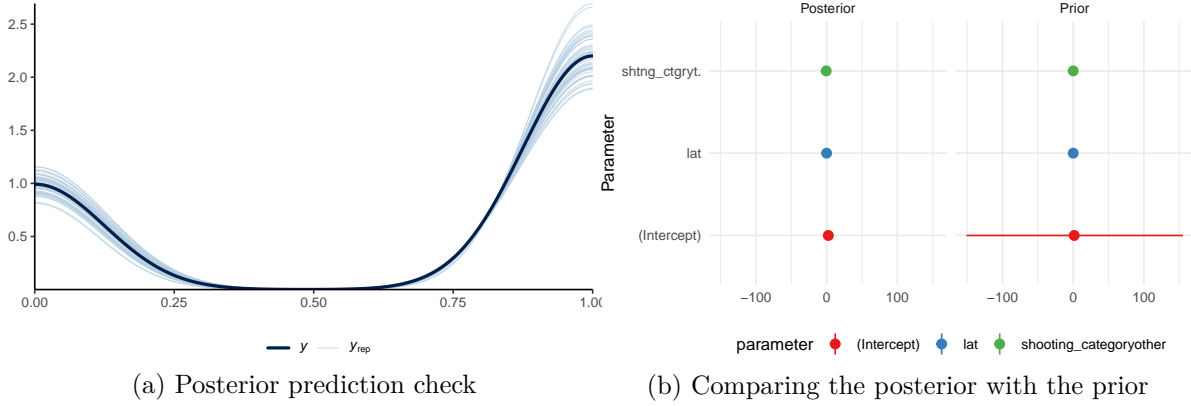 2.5
2.0
1.5
1.0
0.5
0.00 0.25 0.50 0.75 1.00
y y rep
(a) Posterior prediction check
Posterior Prior
Parameter
shtng_ctgryt.
lat
(Intercept)
−100 0 100 −100 0 100
parameter (Intercept) lat shooting_categoryother
(b) Comparing the posterior with the prior